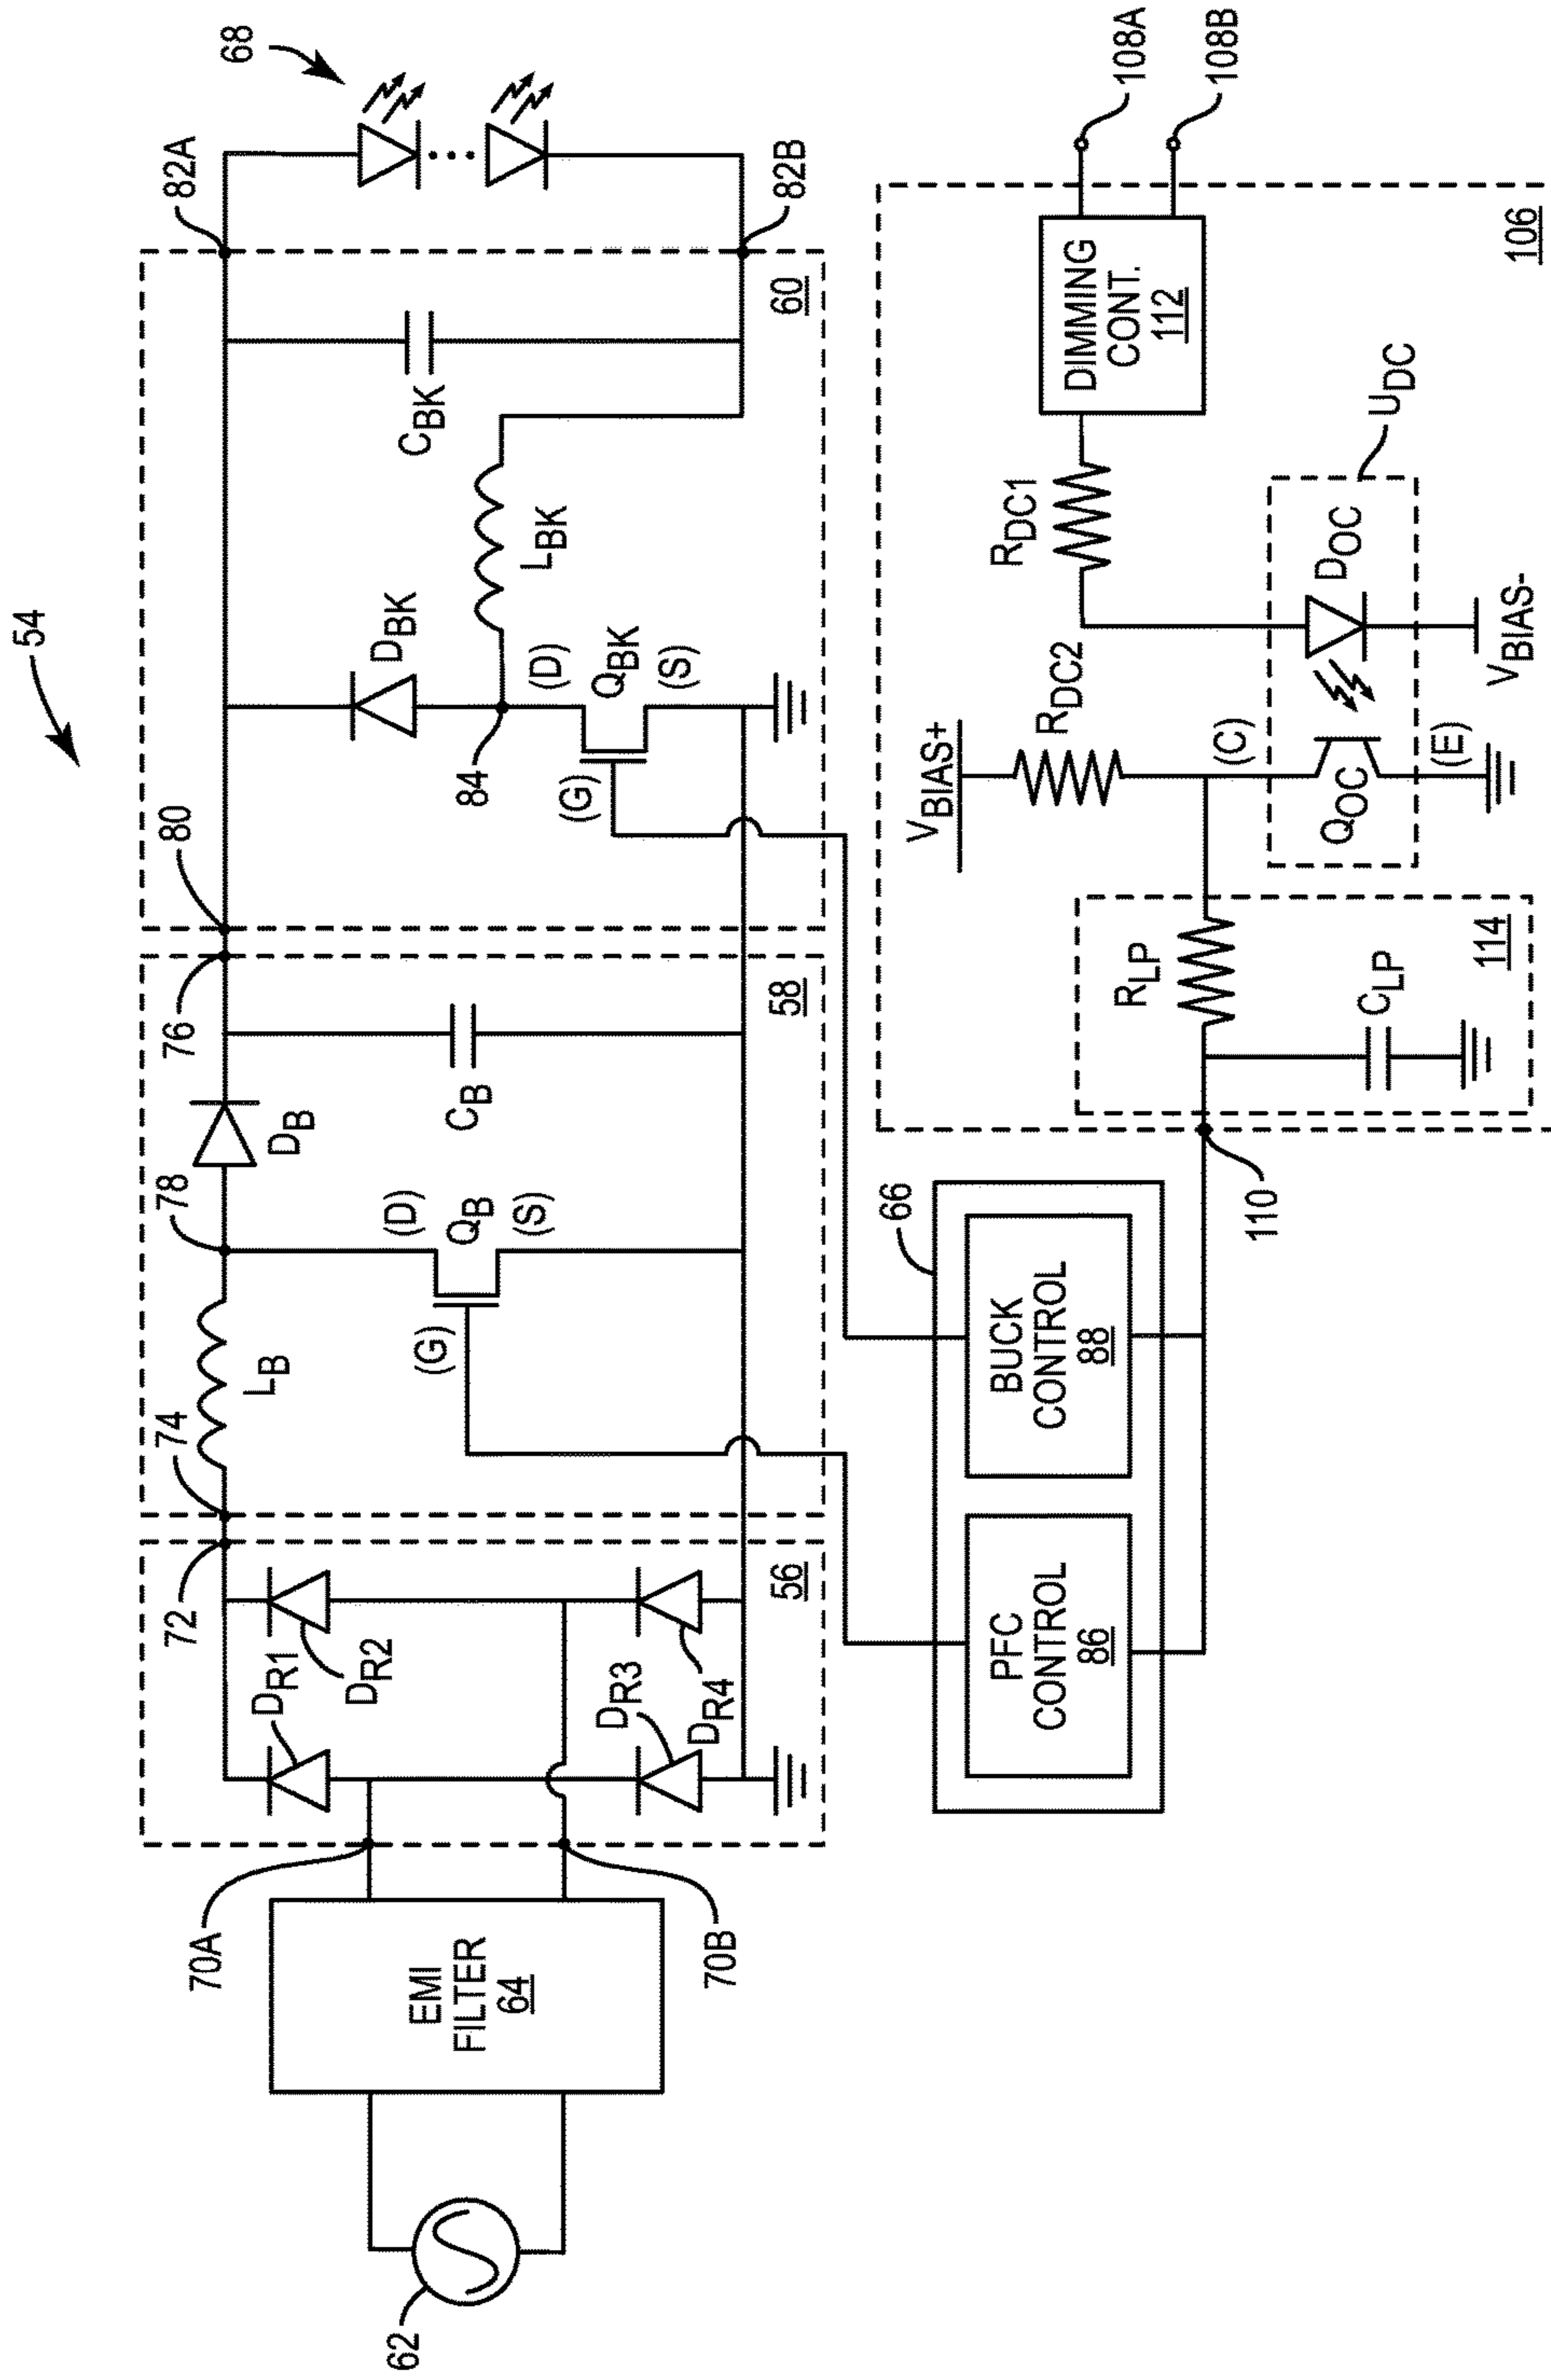 54
62
EMI
FILTER
64
70A
70B
72
DR1
DR2
DR3
DR4
56
74
LB
78
(D)
QB
(S)
(G)
DB
CB
76
58
80
DBK
84
(D)
QBK
(S)
(G)
LBK
CBK
60
82A
82B
68
66
PFC
CONTROL
86
BUCK
CONTROL
88
110
RLP
CLP
114
VBIAS+
RDC2
(C)
QOC
(E)
DOC
UDC
VBIAS-
RDC1
DIMMING
CONT.
112
108A
108B
106